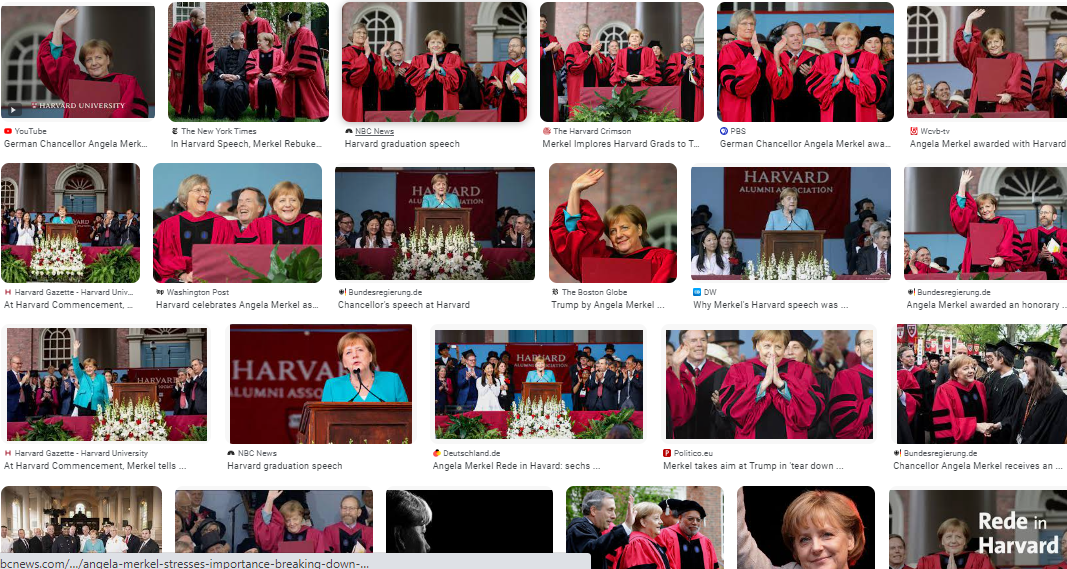 HARVARD UNIVERSITY
YouTube
German Chancellor Angela Merk...
The New York Times
In Harvard Speech, Merkel Rebuke...
NBC News
Harvard graduation speech
The Harvard Crimson
Merkel Implores Harvard Grads to T...
PBS
German Chancellor Angela Merkel awa...
Wcvb-tv
Angela Merkel awarded with Harvard
HARVARD
ALUMNI ASSOCIATION
HARVARD
ALUMNI ASSOCIATION
Harvard Gazette - Harvard Univ...
At Harvard Commencement, ...
Washington Post
Harvard celebrates Angela Merkel as...
Bundesregierung.de
Chancellor's speech at Harvard
The Boston Globe
Trump by Angela Merkel ...
DW
Why Merkel's Harvard speech was ...
Bundesregierung.de
Angela Merkel awarded an honorary ...
HARVARD
HARVARD
ALUMNI ASSOC
HARVARD
ALUMNI ASSOCIATION
Harvard Gazette - Harvard University
At Harvard Commencement, Merkel tells ...
NBC News
Harvard graduation speech
Deutschland.de
Angela Merkel Rede in Havard: sechs ...
Politico.eu
Merkel takes aim at Trump in 'tear down ...
Bundesregierung.de
Chancellor Angela Merkel receives an ...
Rede in
Harvard
bcnews.com/.../angela-merkel-stresses-importance-breaking-down-...